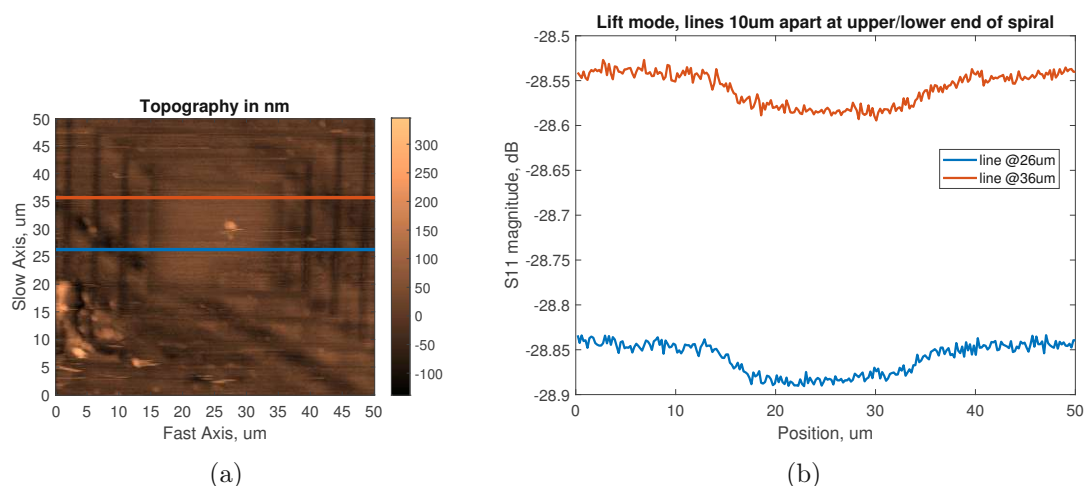 Topography in nm
50
45
40
35
30
25
20
15
10
5
0
Slow Axis, um
0 5 10 15 20 25 30 35 40 45 50
Fast Axis, um
300
250
200
150
100
50
0
-50
-100
(a)
Lift mode, lines 10um apart at upper/lower end of spiral
-28.5
-28.55
-28.6
-28.65
-28.7
-28.75
-28.8
-28.85
-28.9
S11 magnitude, dB
line @26um
line @36um
0 10 20 30 40 50
Position, um
(b)